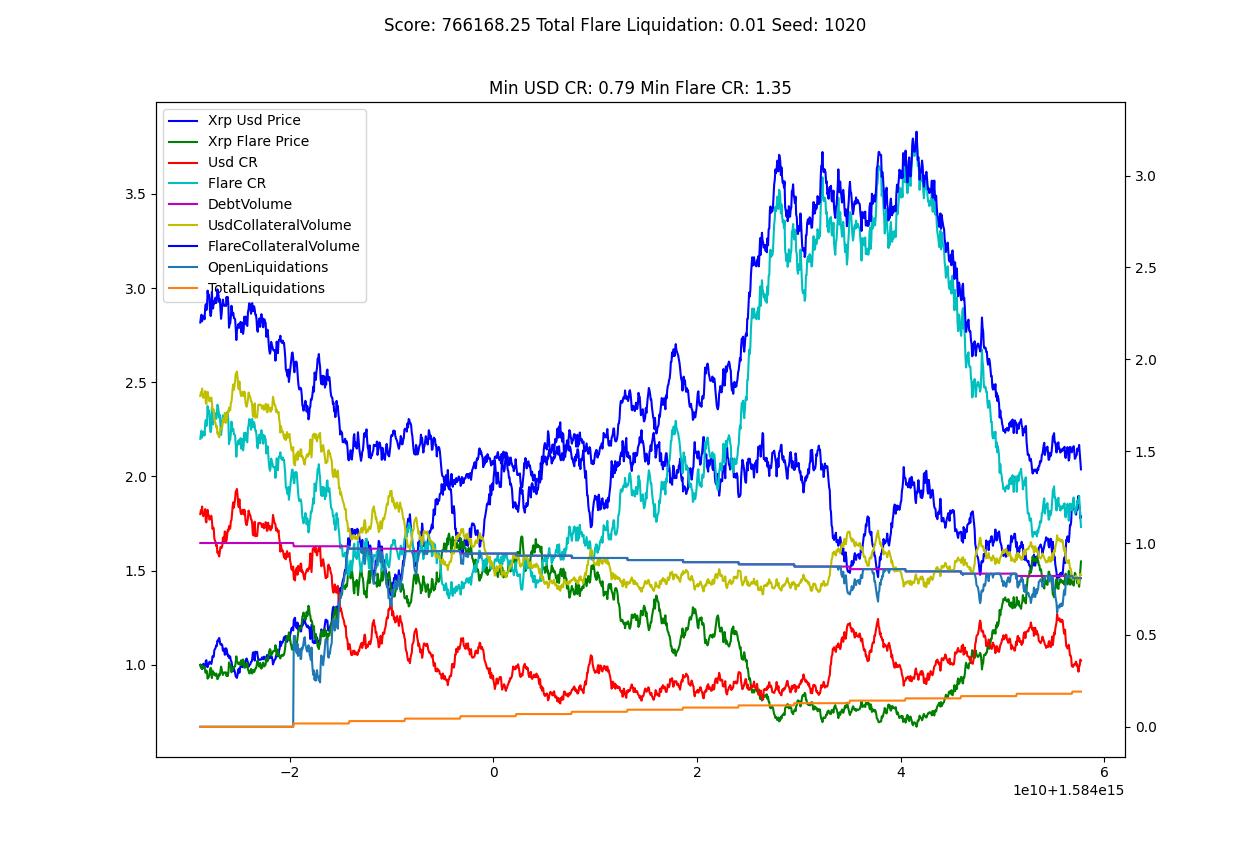 Score: 766168.25 Total Flare Liquidation: 0.01 Seed: 1020
Min USD CR: 0.79 Min Flare CR: 1.35
Xrp Usd Price
Xrp Flare Price
Usd CR
Flare CR
DebtVolume
UsdCollateralVolume
FlareCollateralVolume
OpenLiquidations
TotalLiquidations
3.5
3.0
2.5
2.0
1.5
1.0
3.0
2.5
2.0
1.5
1.0
0.5
0.0
−2 0 2 4 6
1e10+1.584e15